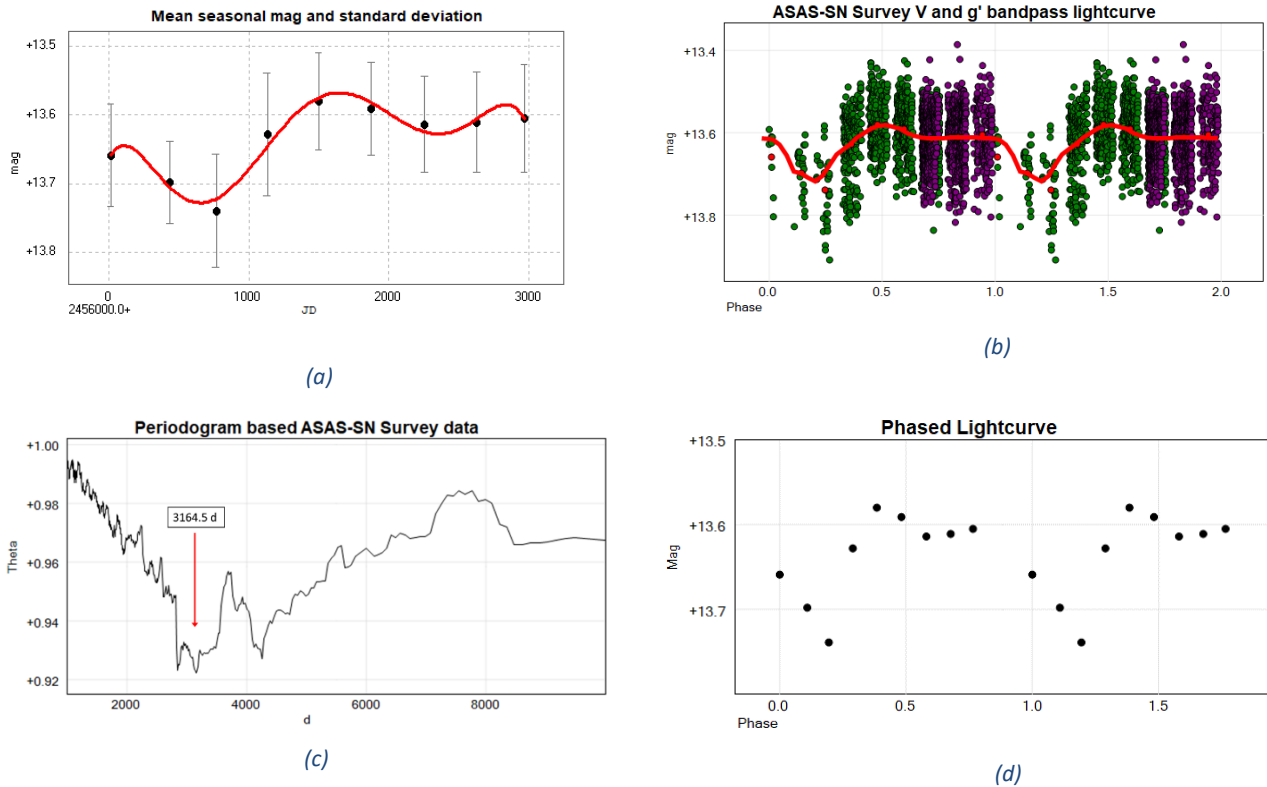 Mean seasonal mag and standard deviation
+13.5
+13.6
+13.7
+13.8
mag
0
1000
2000
3000
2456000.0+
JD
(a)
ASAS-SN Survey V and g' bandpass lightcurve
+13.4
+13.6
+13.8
mag
0.0
0.5
1.0
1.5
2.0
Phase
(b)
Periodogram based ASAS-SN Survey data
+1.00
+0.98
+0.96
+0.94
+0.92
Theta
3164.5 d
2000
4000
6000
8000
d
(c)
Phased Lightcurve
+13.5
+13.6
+13.7
Mag
0.0
0.5
1.0
1.5
Phase
(d)